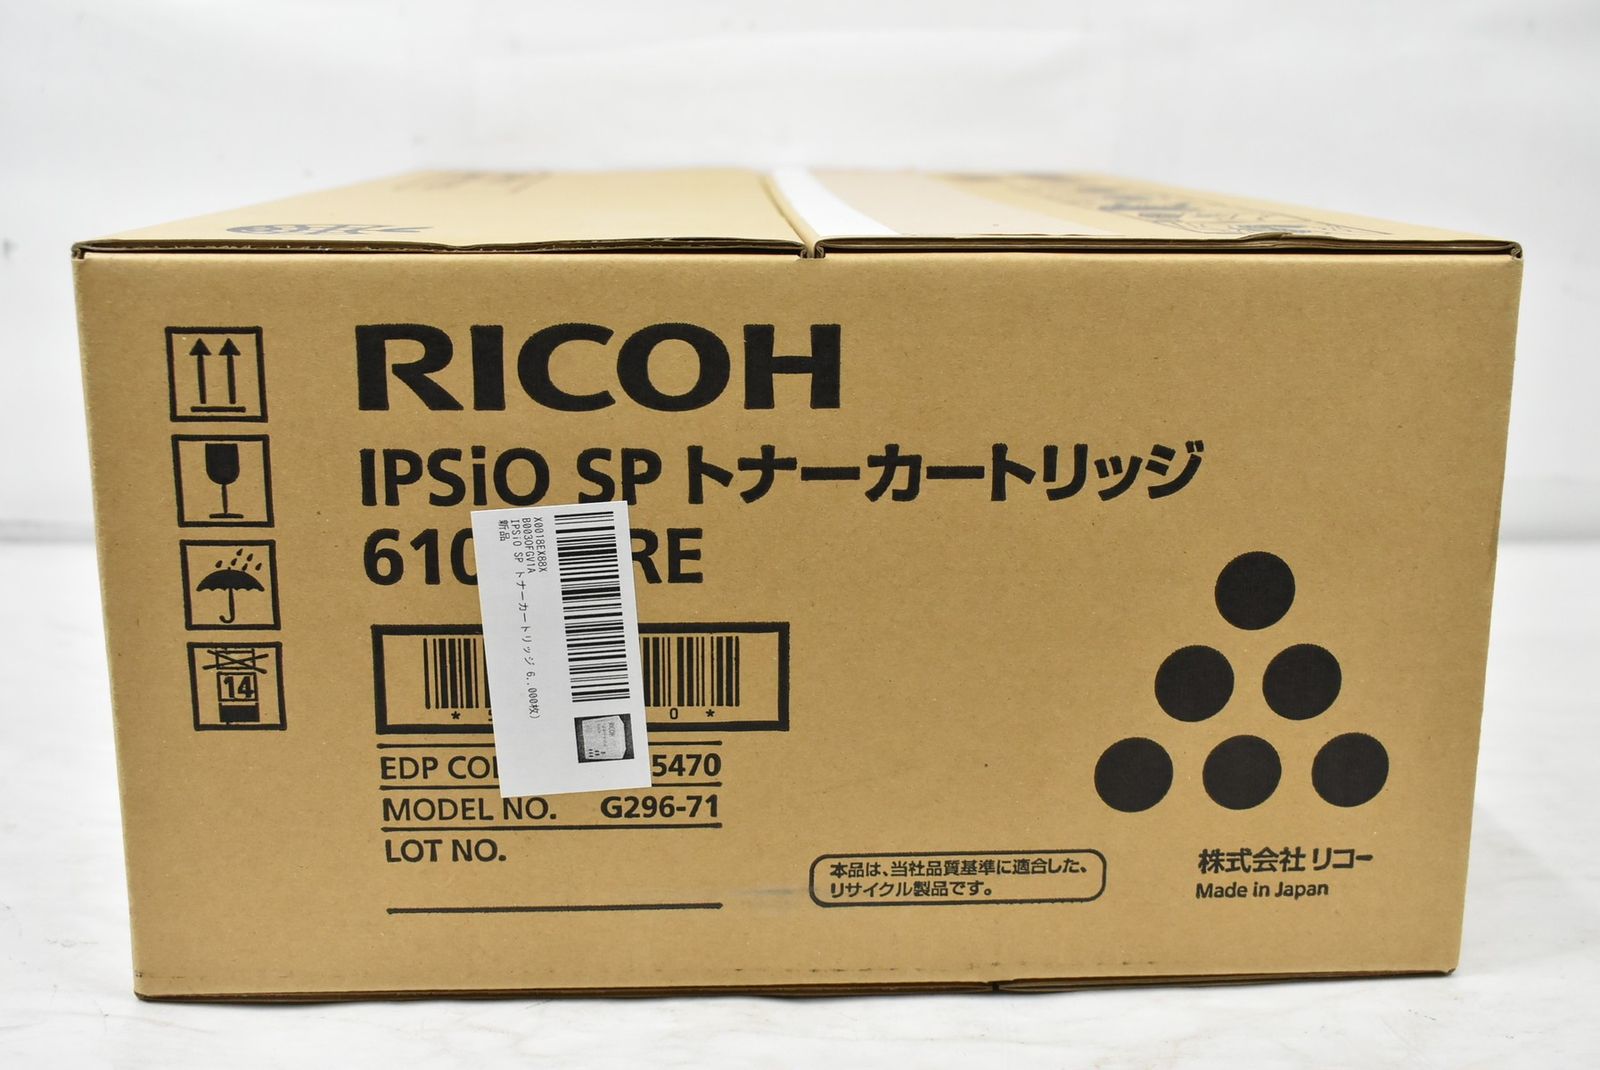 RICOH
IPSiO SP トナーカートリッジ
610 RE
X0018EX88X
B0030FGV1A
IPSiO SP トナーカートリッジ 6..000枚)
新品
RICOH
14
0*
EDP 5470
MODEL NO. G296-71
LOT NO.
本品は、当社品質基準に適合した、
リサイクル製品です。
株式会社 リコー
Made in Japan